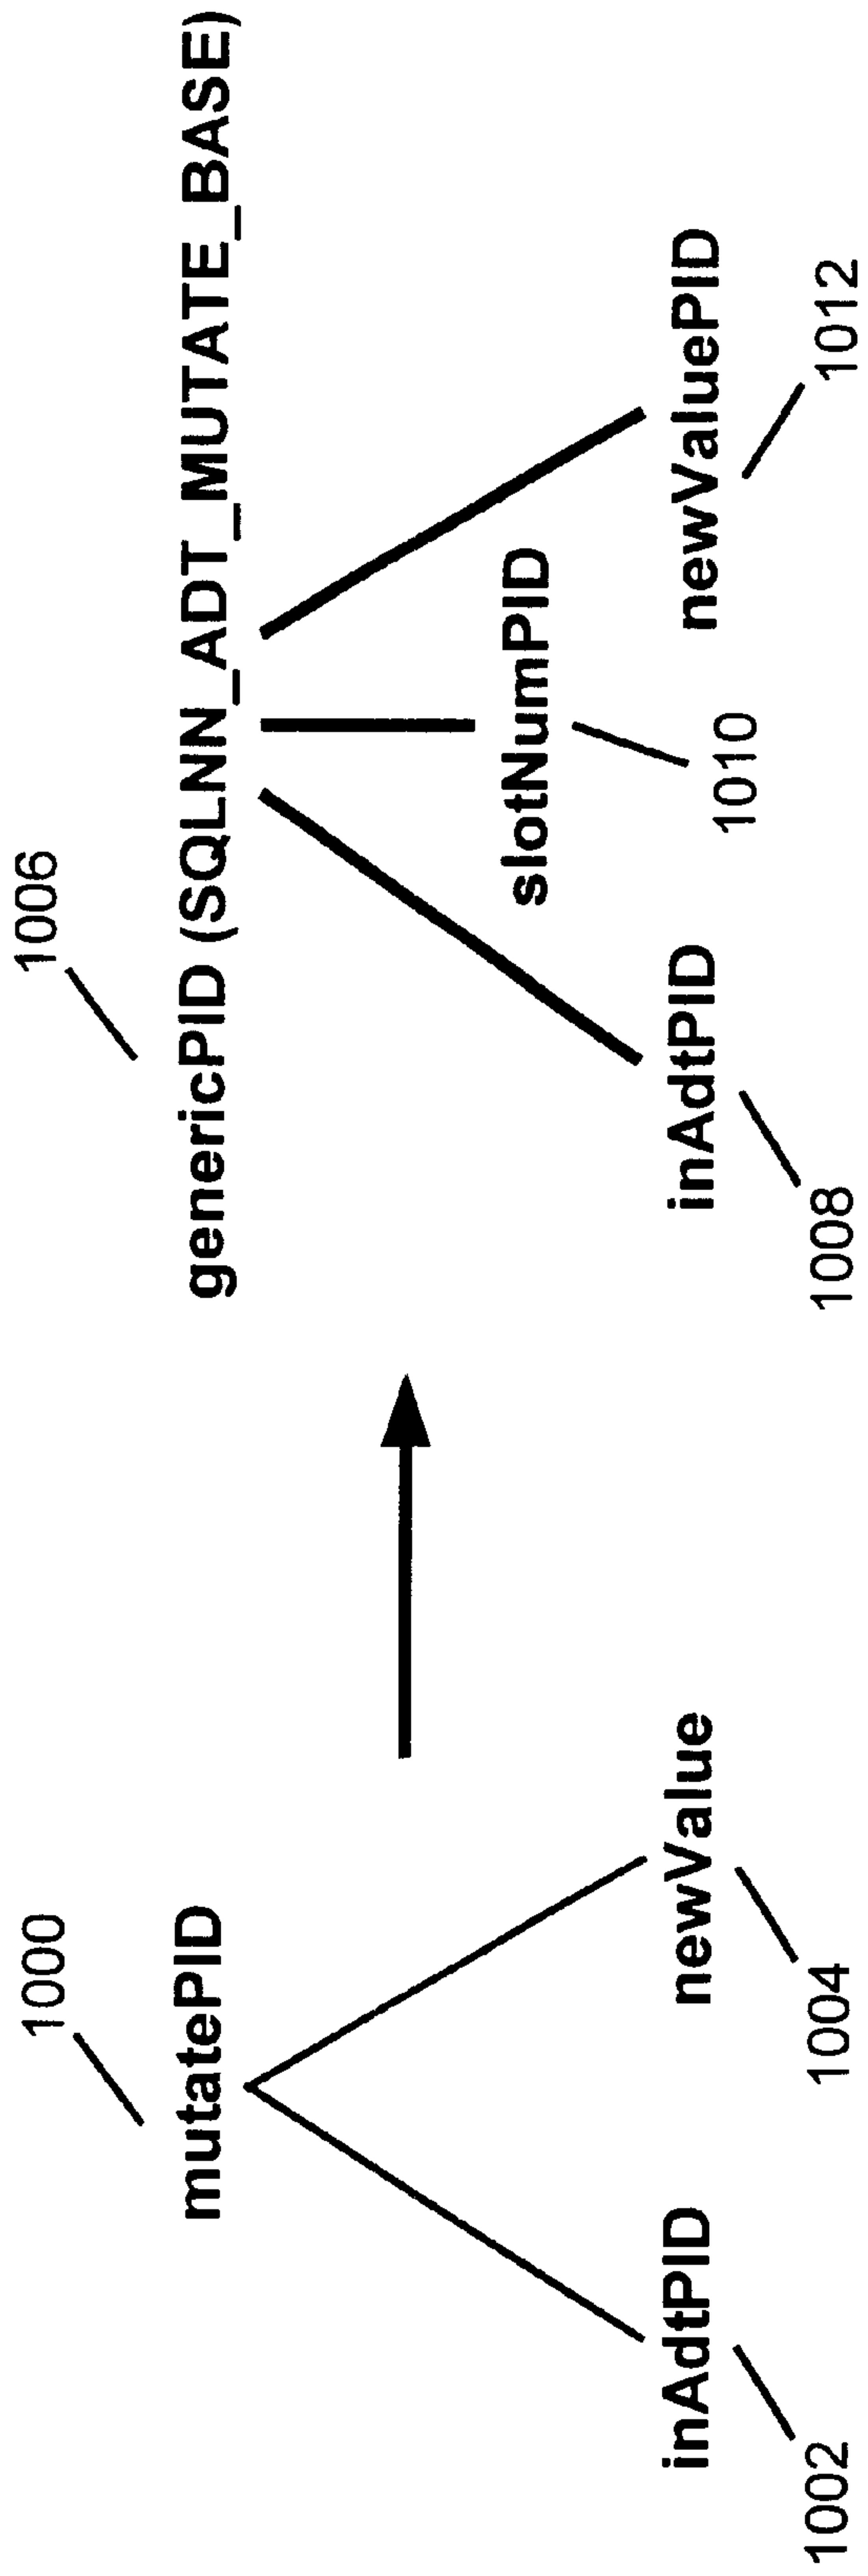 1000
mutatePID
inAdtPID
newValue
1002
1004
1006
genericPID (SQLNN_ADT_MUTATE_BASE)
slotNumPID
inAdtPID
newValuePID
1010
1008
1012